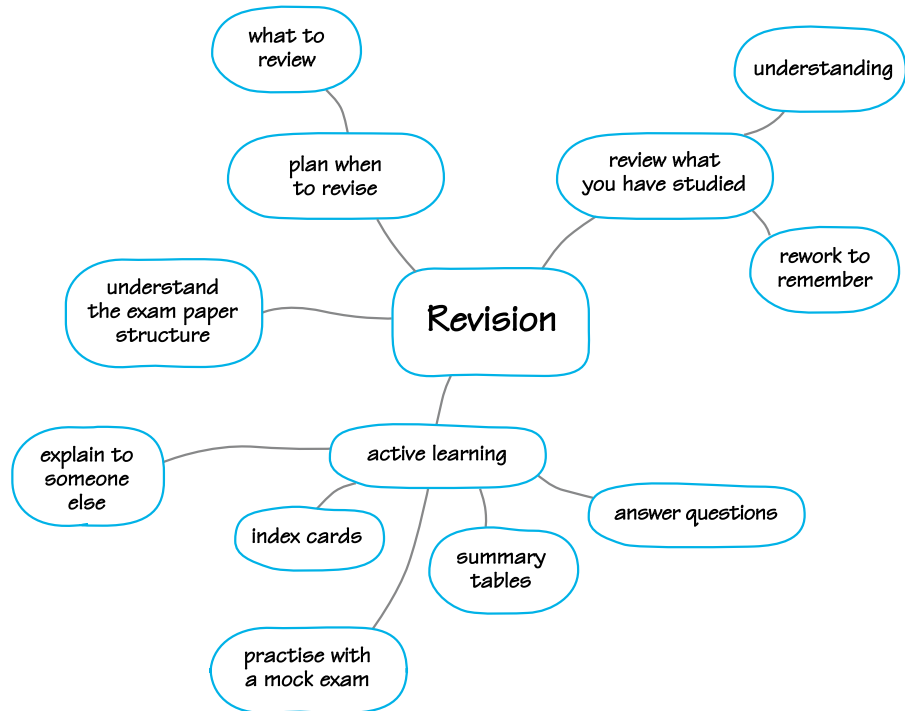 what to
review
understanding
plan when
to revise
review what
you have studied
rework to
remember
understand
the exam paper
structure
Revision
explain to
someone
else
active learning
index cards
summary
tables
answer questions
practise with
a mock exam